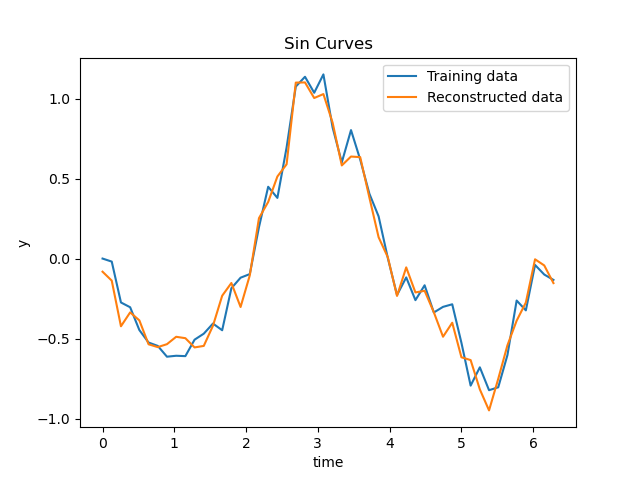 Sin Curves
Training data
Reconstructed data
y
1.0
0.5
0.0
−0.5
−1.0
0 1 2 3 4 5 6
time